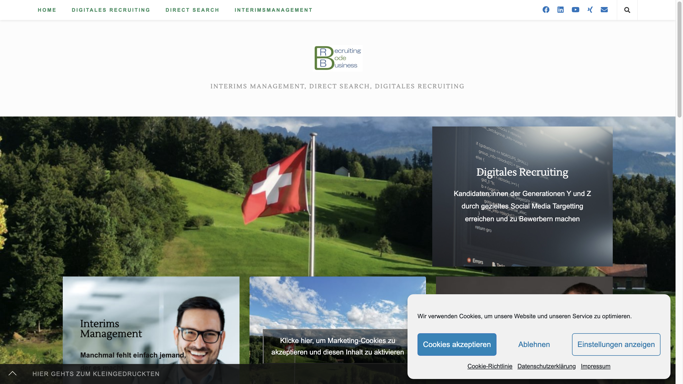 HOME DIGITALES RECRUITING DIRECT SEARCH INTERIMSMANAGEMENT
Recruiting
Bode
Business
INTERIMS MANAGEMENT, DIRECT SEARCH, DIGITALES RECRUITING
Digitales Recruiting
Kandidaten:innen der Generationen Y und Z
durch gezieltes Social Media Targeting
erreichen und zu Bewerbern machen
Interims
Management
Manchmal fehlt einfach jemand,
Klicke hier, um Marketing-Cookies zu
akzeptieren und diesen Inhalt zu aktivieren
Wir verwenden Cookies, um unsere Website und unseren Service zu optimieren.
Cookies akzeptieren Ablehnen Einstellungen anzeigen
Cookie-Richtlinie Datenschutzerklärung Impressum
HIER GEHTS ZUM KLEINGEDRUCKTEN